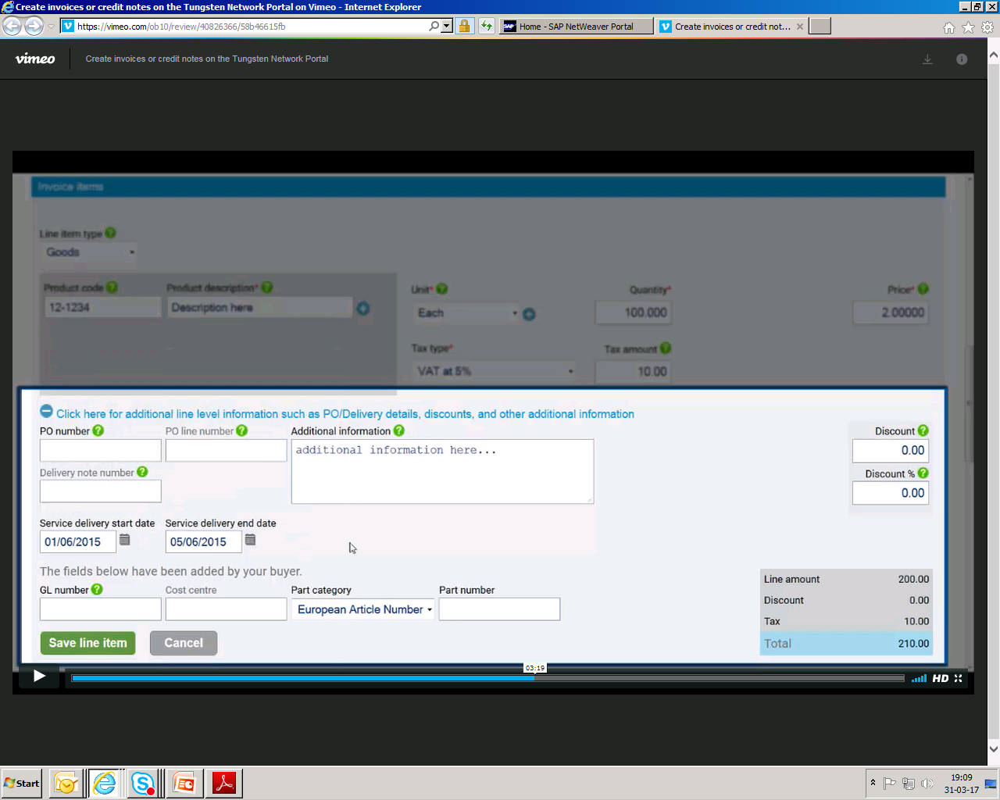 Create invoices or credit notes on the Tungsten Network Portal on Vimeo - Internet Explorer
https://vimeo.com/ob10/review/40826366/58b46615fb
Home - SAP NetWeaver Portal
Create invoices or credit not...
vimeo
Create invoices or credit notes on the Tungsten Network Portal
Invoice items
Line item type
Goods
Product code
Product description*
Unit*
Quantity*
Price*
12-1234
Description here
Each
100.000
2.00000
Tax type*
Tax amount
VAT at 5%
10.00
Click here for additional line level information such as PO/Delivery details, discounts, and other additional information
PO number
PO line number
Additional information
Discount
additional information here...
0.00
Delivery note number
Discount %
0.00
Service delivery start date
Service delivery end date
01/06/2015
05/06/2015
The fields below have been added by your buyer.
GL number
Cost centre
Part category
Part number
European Article Number
Line amount 200.00
Discount 0.00
Tax 10.00
Total 210.00
Save line item
Cancel
03:19
HD
Start
19:09
31-03-17